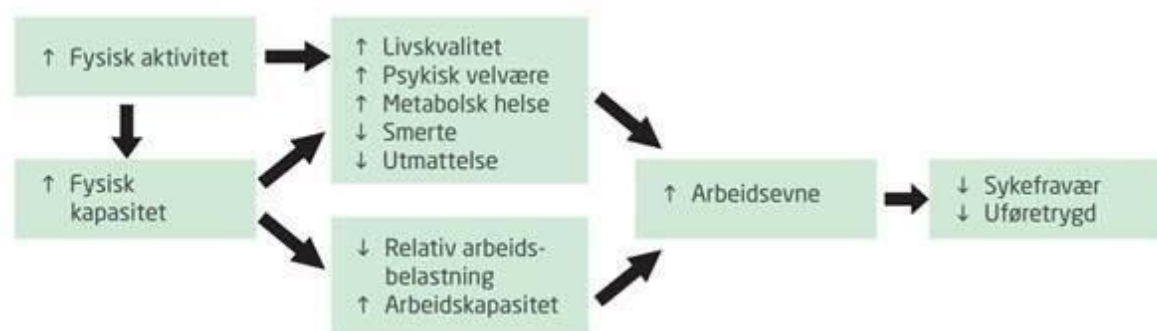 ↑ Fysisk aktivitet
↑ Fysisk
kapasitet
↑ Livskvalitet
↑ Psykisk velvære
↑ Metabolsk helse
↓ Smerte
↓ Utmattelse
↓ Relativ arbeids-
belastning
↑ Arbeidskapasitet
↑ Arbeidsevne
↓ Sykefravær
↓ Uføretrygd